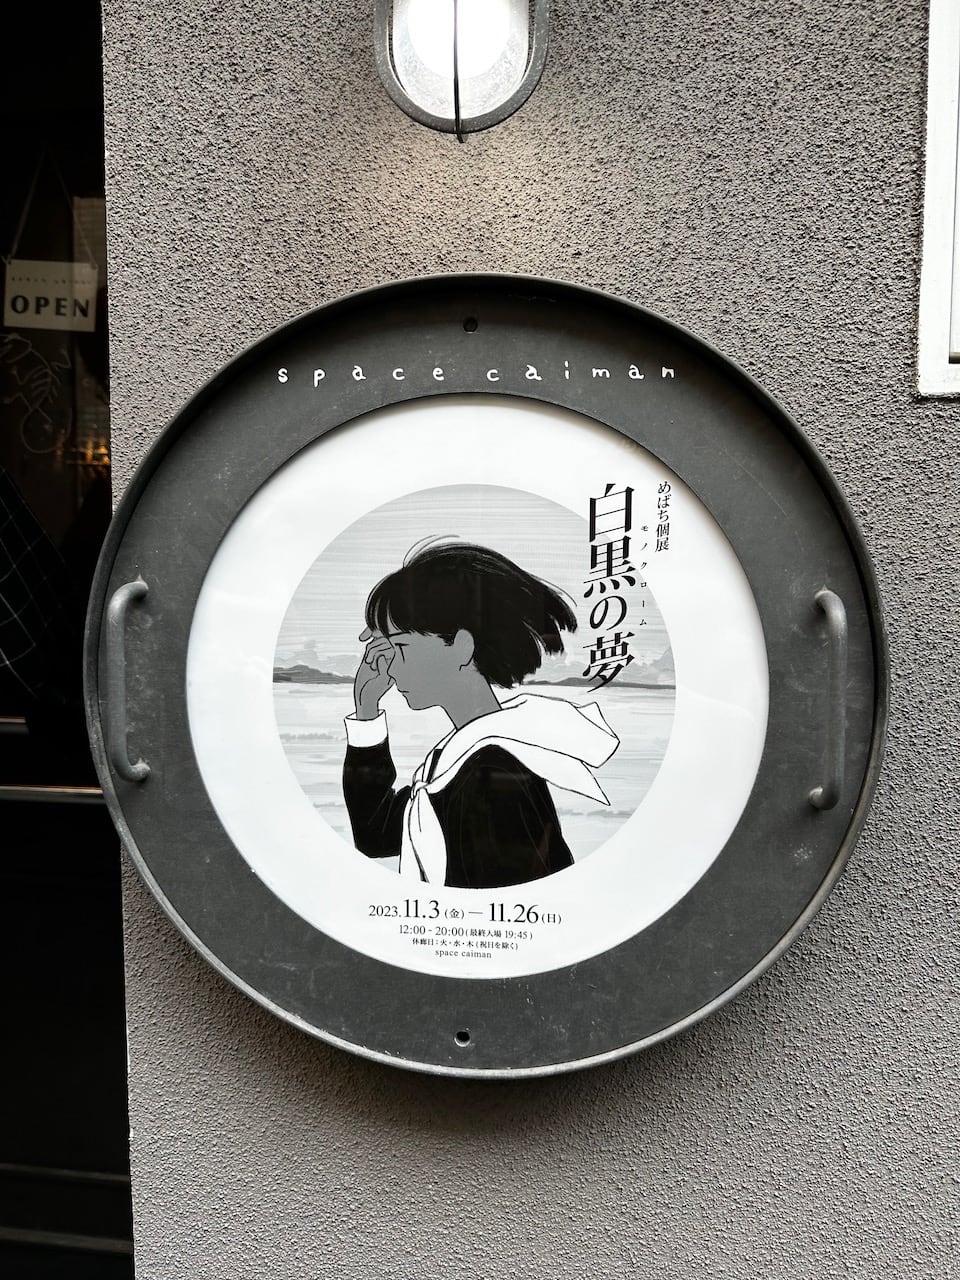 OPEN
space caiman
めばち個展
白黒の夢
モノクローム
2023.11.3(金)—11.26(日)
12:00 - 20:00(最終入場 19:45)
休廊日:火・水・木(祝日を除く)
space caiman